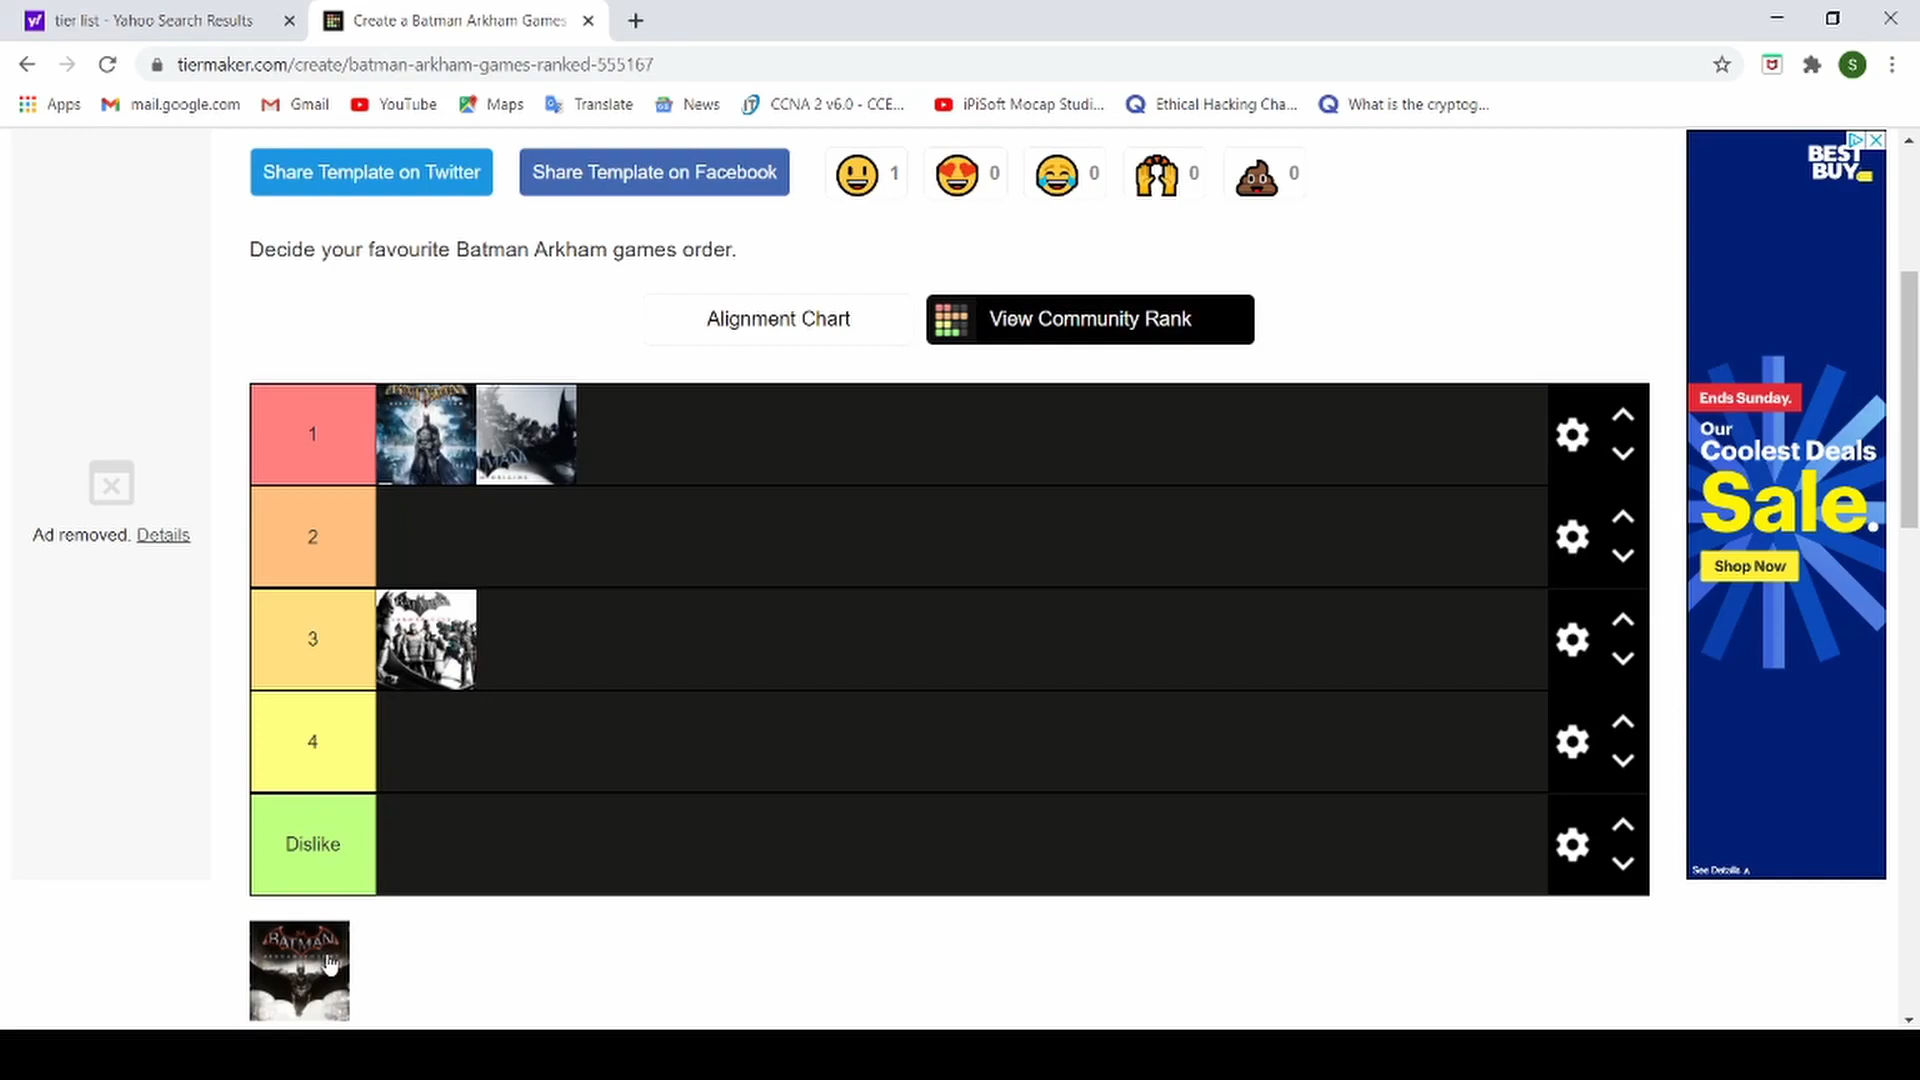 tier list - Yahoo Search Results
Create a Batman Arkham Games
tiermaker.com/create/batman-arkham-games-ranked-555167
Apps
mail.google.com
Gmail
YouTube
Maps
Translate
News
CCNA 2 v6.0 - CCE...
iPiSoft Mocap Studi...
Ethical Hacking Cha...
What is the cryptog...
S
Share Template on Twitter
Share Template on Facebook
1
0
0
0
0
Decide your favourite Batman Arkham games order.
Alignment Chart
View Community Rank
1
2
3
BATMAN
4
Dislike
BATMAN
Ad removed. Details
BEST
BUY
Ends Sunday.
Our
Coolest Deals
Sale.
Shop Now
See Details